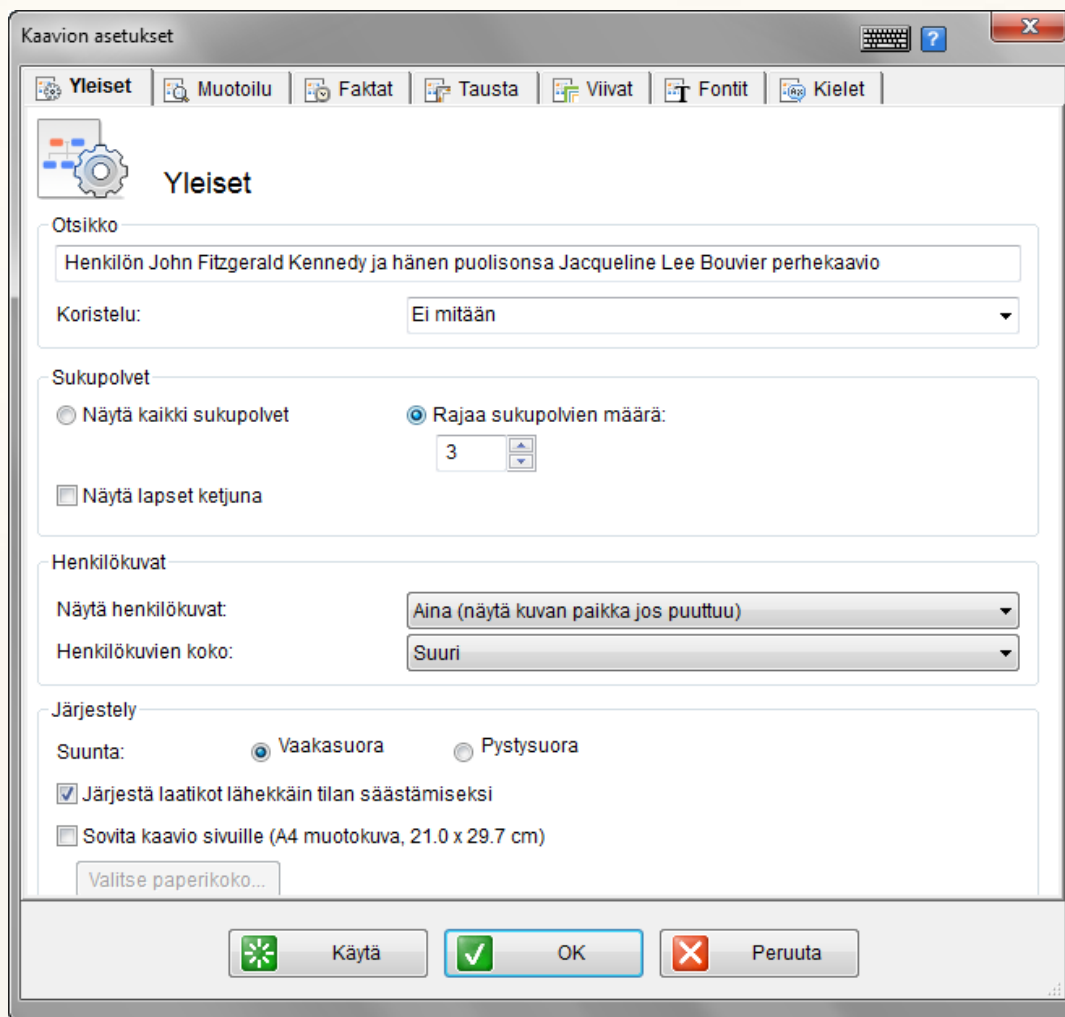 Kaavion asetukset
Yleiset Muotoilu Faktat Tausta Viivat Fontit Kielet
Yleiset
Otsikko
Henkilön John Fitzgerald Kennedy ja hänen puolisonsa Jacqueline Lee Bouvier perhekaavio
Koristelu: Ei mitään
Sukupolvet
Näytä kaikki sukupolvet Rajaa sukupolvien määrä:
3
Näytä lapset ketjuna
Henkilökuvat
Näytä henkilökuvat: Aina (näytä kuvan paikka jos puuttuu)
Henkilökuvien koko: Suuri
Järjestely
Suunta: Vaakasuora Pystysuora
Järjestä laatikot lähekkäin tilan säästämiseksi
Sovita kaavio sivuille (A4 muotokuva, 21.0 x 29.7 cm)
Valitse paperikoko...
Käytä OK Peruuta